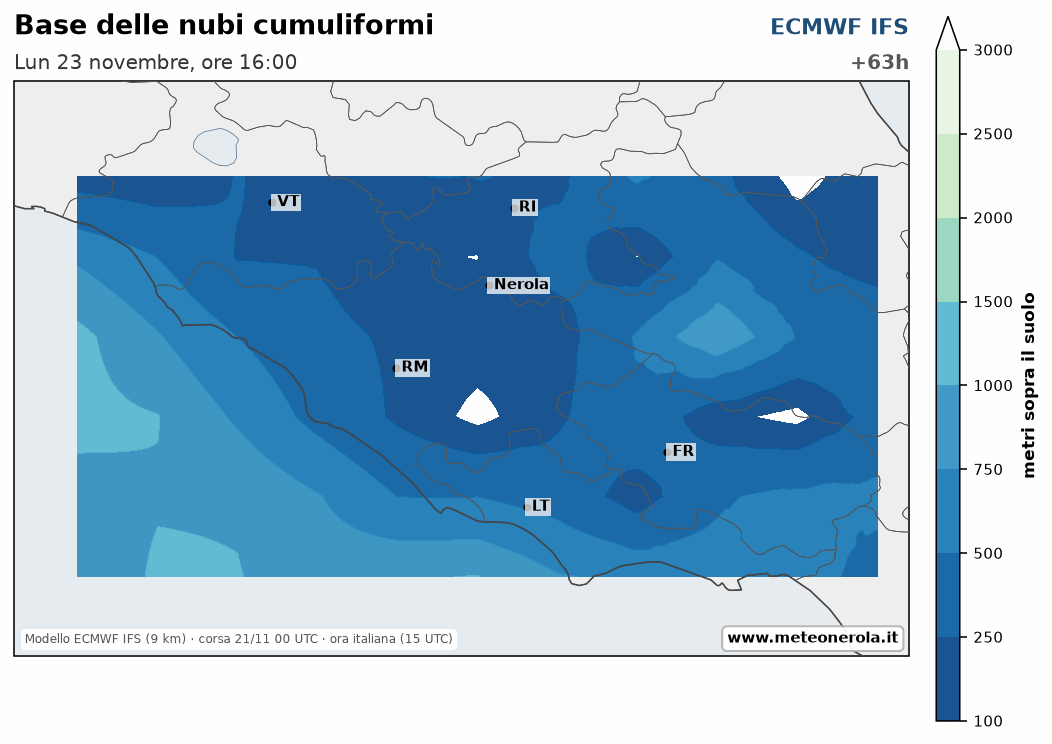 Base delle nubi cumuliformi
ECMWF IFS
Lun 23 novembre, ore 16:00
+63h
VT
RI
Nerola
RM
FR
LT
3000
2500
2000
1500
1000
750
500
250
100
metri sopra il suolo
Modello ECMWF IFS (9 km) · corsa 21/11 00 UTC · ora italiana (15 UTC)
www.meteonerola.it